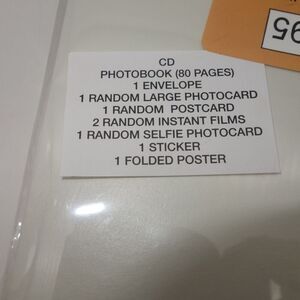 95
CD
PHOTOBOOK (80 PAGES)
1 ENVELOPE
1 RANDOM LARGE PHOTOCARD
1 RANDOM POSTCARD
2 RANDOM INSTANT FILMS
1 RANDOM SELFIE PHOTOCARD
1 STICKER
1 FOLDED POSTER